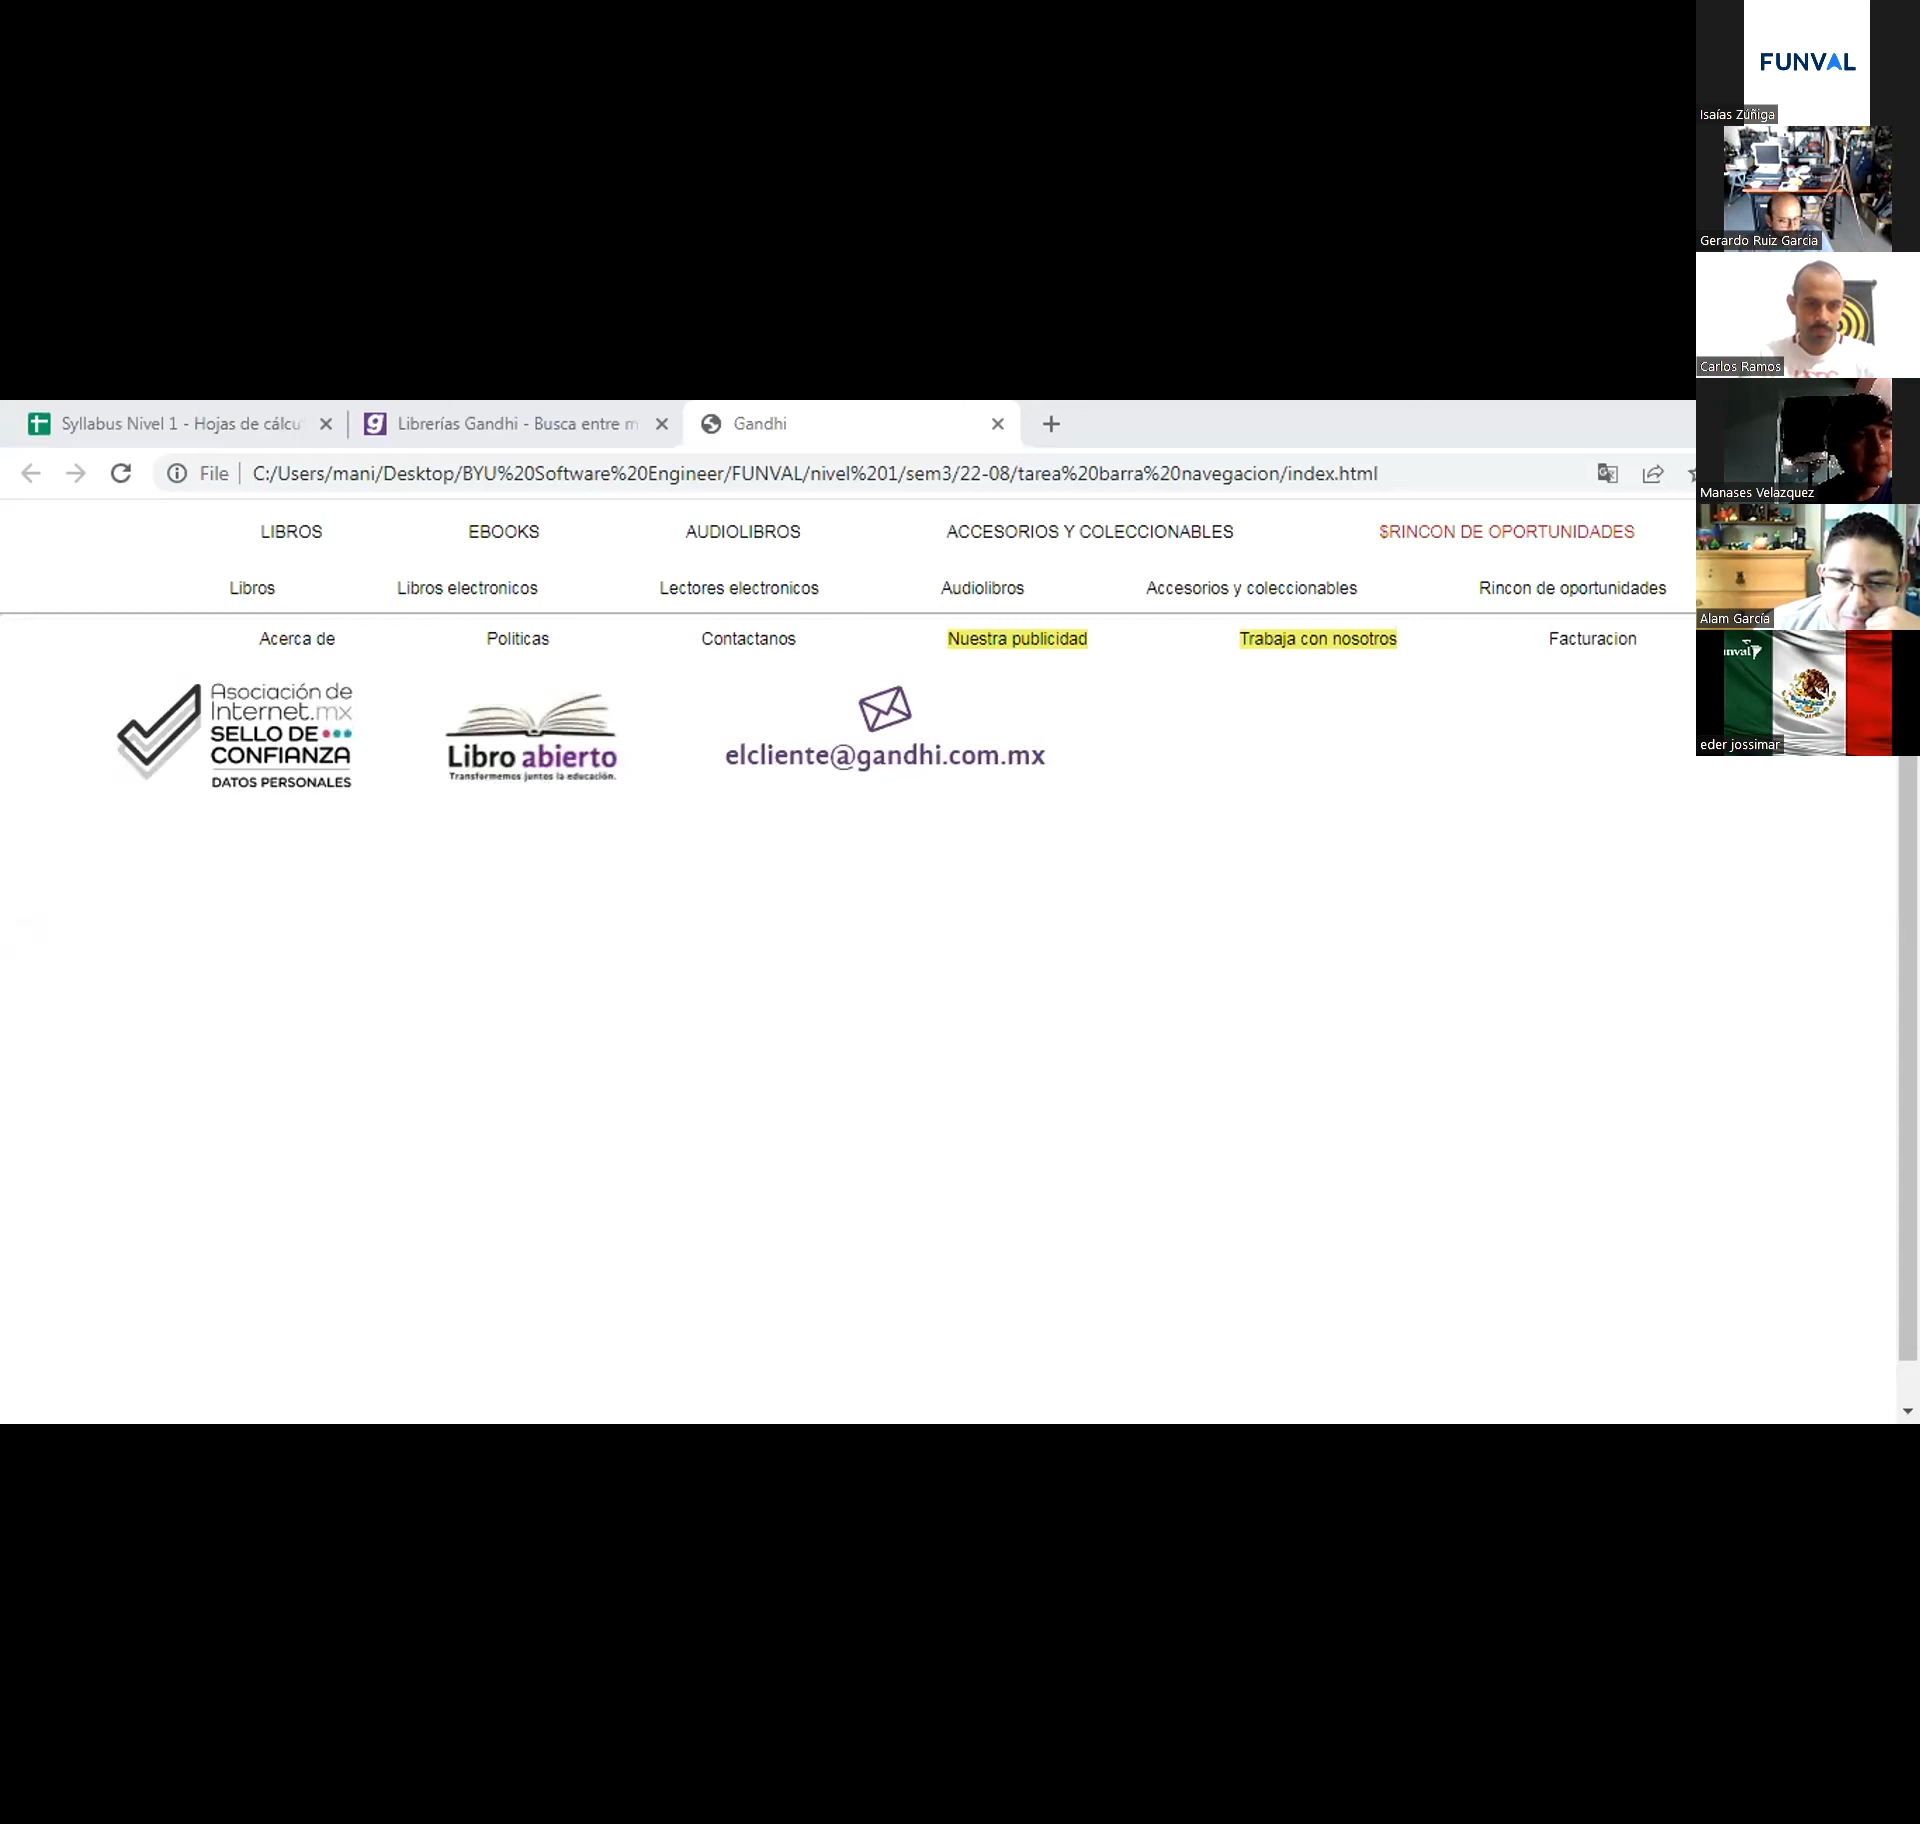 FUNVAL
Isaías Zúñiga
Gerardo Ruiz Garcia
Carlos Ramos
Manases Velazquez
Alam García
unval
eder jossimar
Syllabus Nivel 1 - Hojas de cálcu
Librerías Gandhi - Busca entre m
Gandhi
File
C:/Users/mani/Desktop/BYU%20Software%20Engineer/FUNVAL/nivel%201/sem3/22-08/tarea%20barra%20navegacion/index.html
LIBROS EBOOKS AUDIOLIBROS ACCESORIOS Y COLECCIONABLES $RINCON DE OPORTUNIDADES
Libros Libros electronicos Lectores electronicos Audiolibros Accesorios y coleccionables Rincon de oportunidades
Acerca de Politicas Contactanos Nuestra publicidad Trabaja con nosotros Facturacion
Asociación de
Internet.mx
SELLO DE
CONFIANZA
DATOS PERSONALES
Libro abierto
Transformemos juntos la educación.
elcliente@gandhi.com.mx